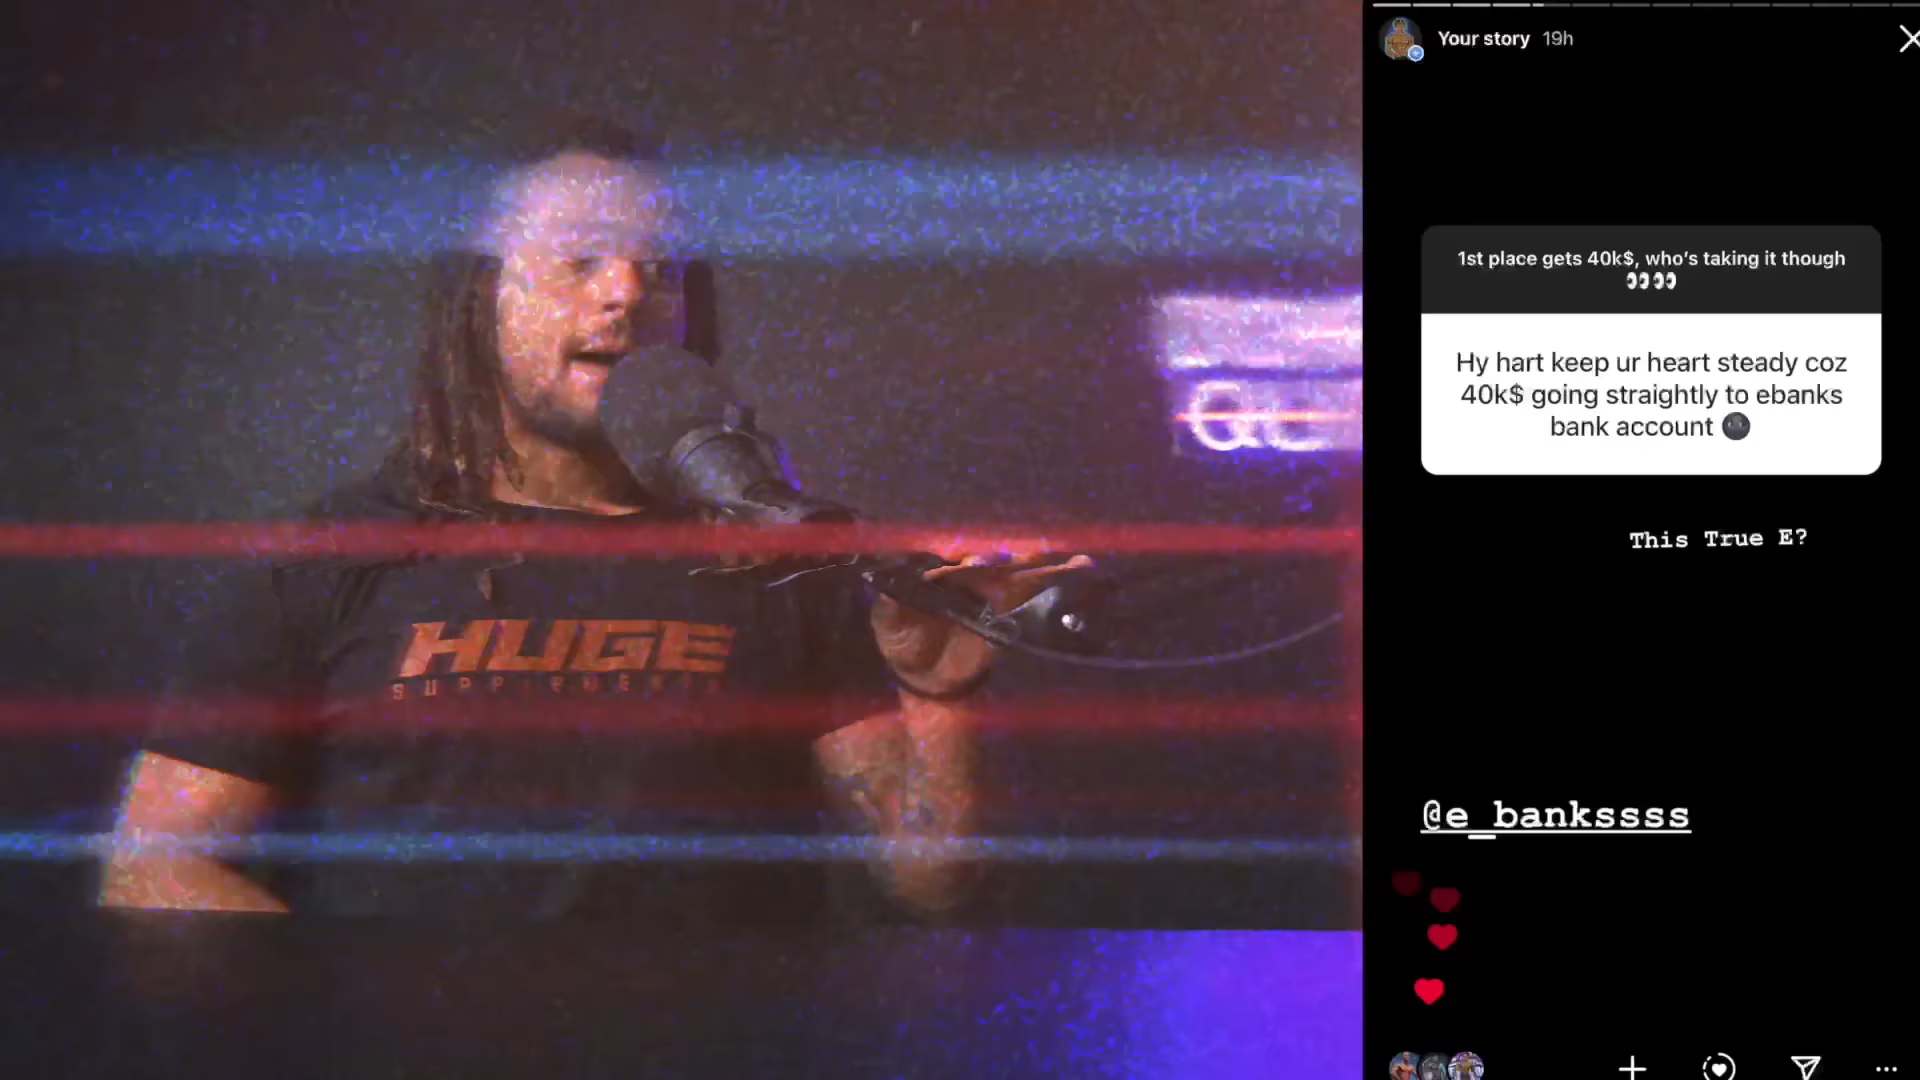 HUGE
SUPPLEMENTS
Your story 19h
1st place gets 40k$, who's taking it though
👀👀
Hy hart keep ur heart steady coz
40k$ going straightly to ebanks
bank account 🌚
This True E?
@e_bankssss